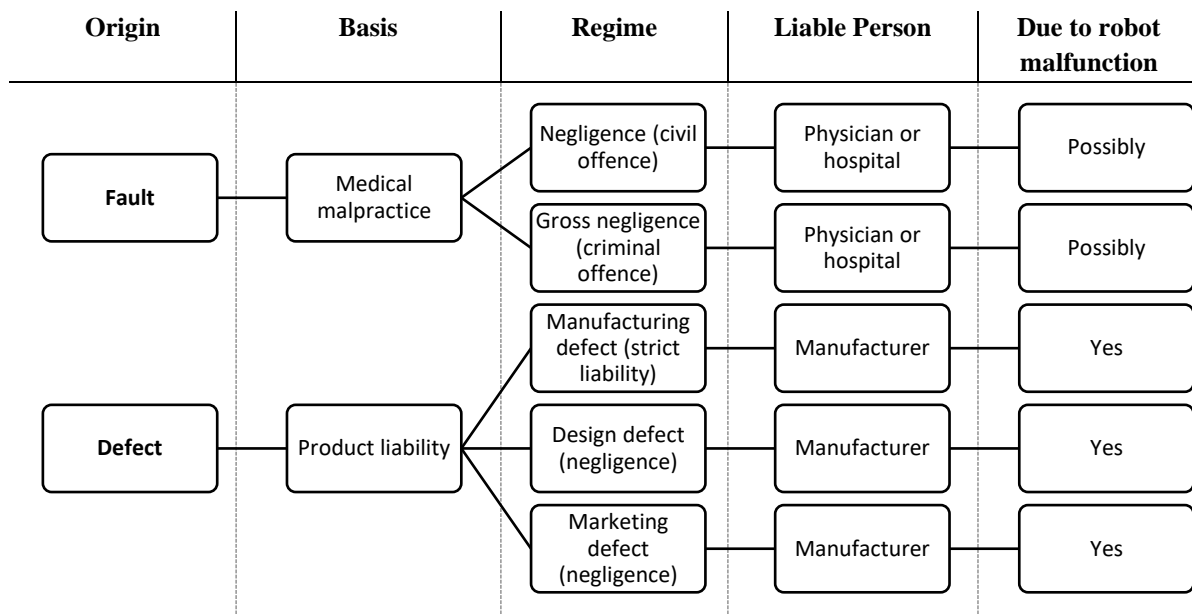 Origin
Basis
Regime
Liable Person
Due to robot
malfunction
Fault
Medical
malpractice
Negligence (civil
offence)
Physician or
hospital
Possibly
Gross negligence
(criminal
offence)
Physician or
hospital
Possibly
Defect
Product liability
Manufacturing
defect (strict
liability)
Manufacturer
Yes
Design defect
(negligence)
Manufacturer
Yes
Marketing
defect
(negligence)
Manufacturer
Yes